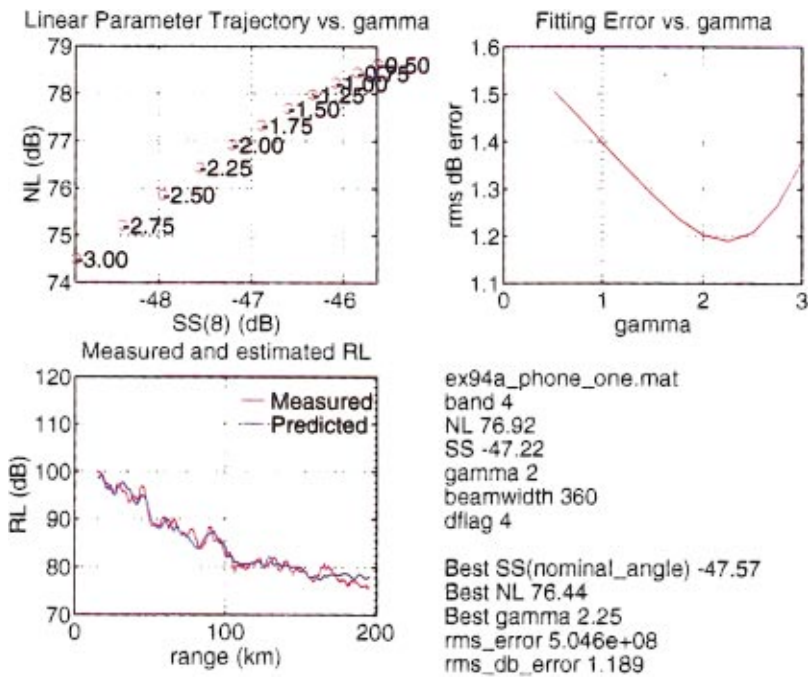 Linear Parameter Trajectory vs. gamma
79
78
77
76
75
74
NL (dB)
-0.50
-0.75
-1.00
-1.25
-1.50
-1.75
-2.00
-2.25
-2.50
-2.75
-3.00
-48 -47 -46
SS(8) (dB)
Fitting Error vs. gamma
1.6
1.5
1.4
1.3
1.2
1.1
rms dB error
0 1 2 3
gamma
Measured and estimated RL
120
110
100
90
80
70
RL (dB)
Measured
Predicted
0 100 200
range (km)
ex94a_phone_one.mat
band 4
NL 76.92
SS -47.22
gamma 2
beamwidth 360
dflag 4
Best SS(nominal_angle) -47.57
Best NL 76.44
Best gamma 2.25
rms_error 5.046e+08
rms_db_error 1.189